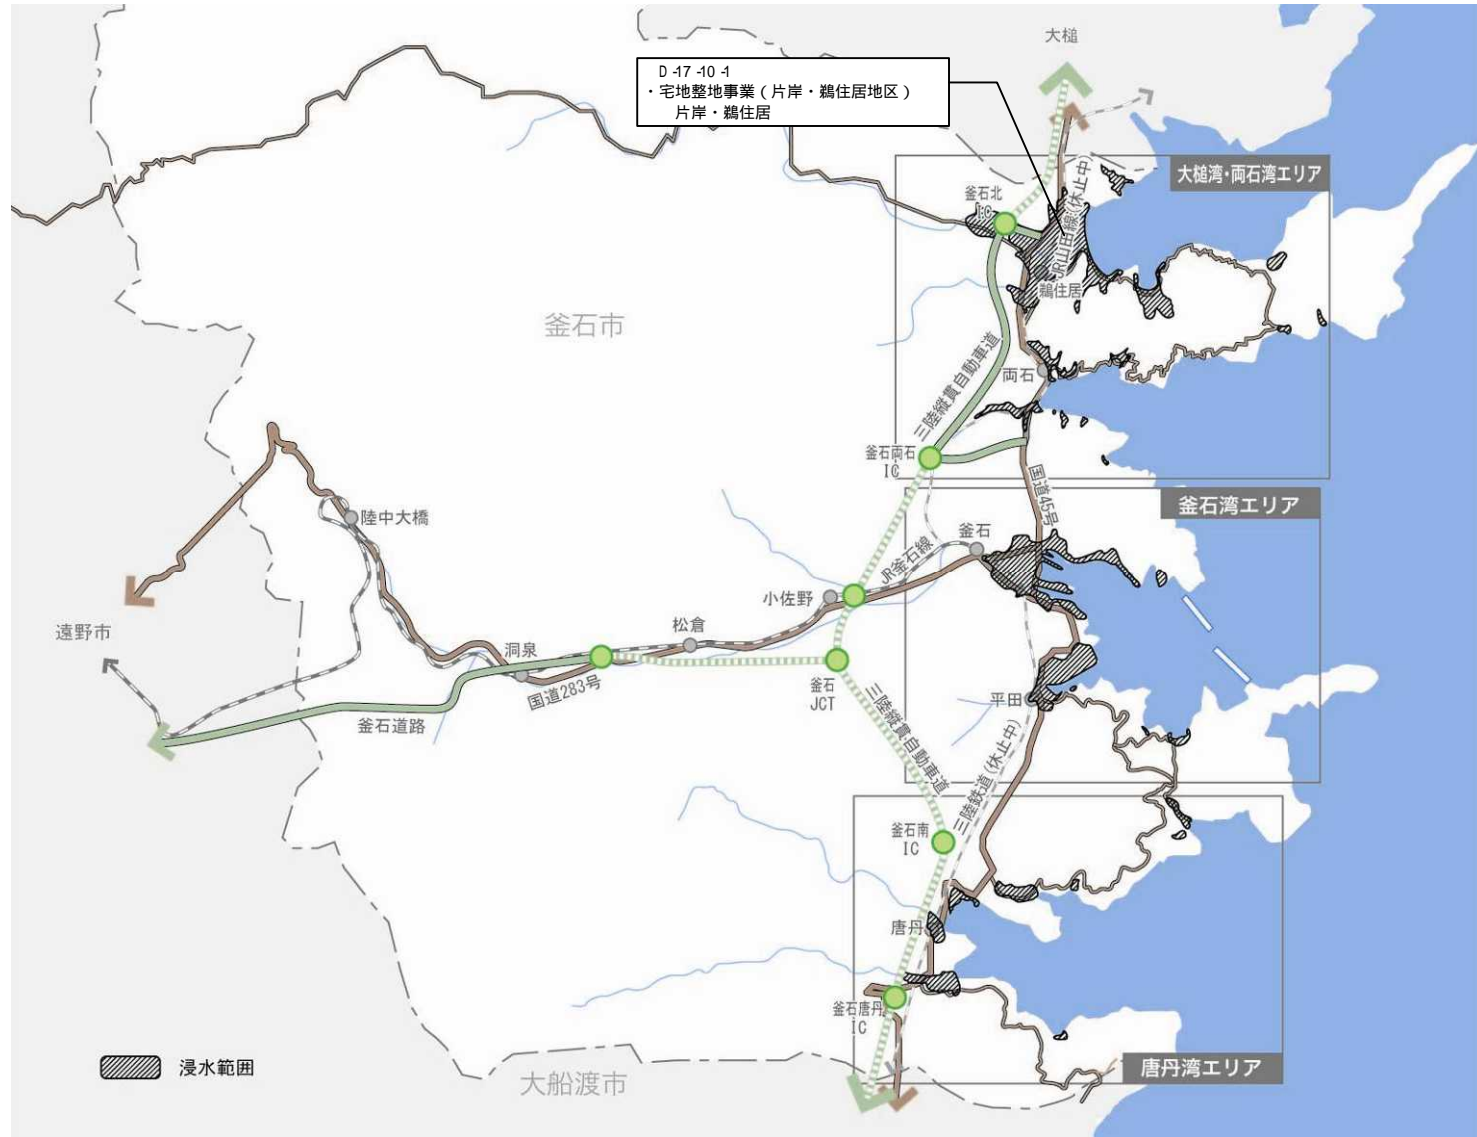 大槌
D-17-10-1
・宅地整地事業（片岸・鵜住居地区）
片岸・鵜住居
大槌湾・両石湾エリア
釜石北
IC
JR山田線(休止中)
鵜住居
釜石市
三陸縦貫自動車道
両石
釜石両石
IC
国道45号
釜石湾エリア
陸中大橋
釜石
JR釜石線
小佐野
遠野市
松倉
洞泉
国道283号
釜石
JCT
平田
釜石道路
三陸縦貫自動車道
三陸鉄道(休止中)
釜石南
IC
唐丹
釜石唐丹
IC
浸水範囲
唐丹湾エリア
大船渡市